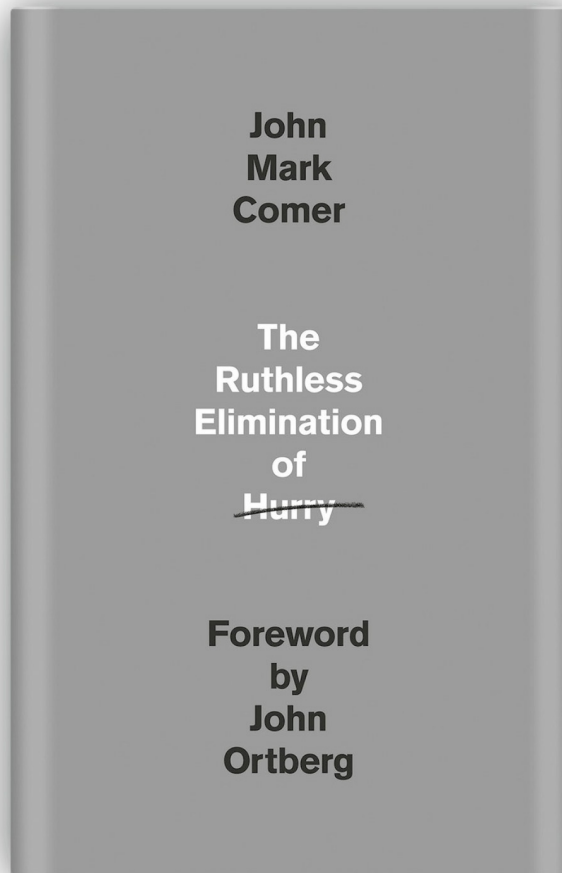 John
Mark
Comer
The
Ruthless
Elimination
of
Hurry
Foreword
by
John
Ortberg